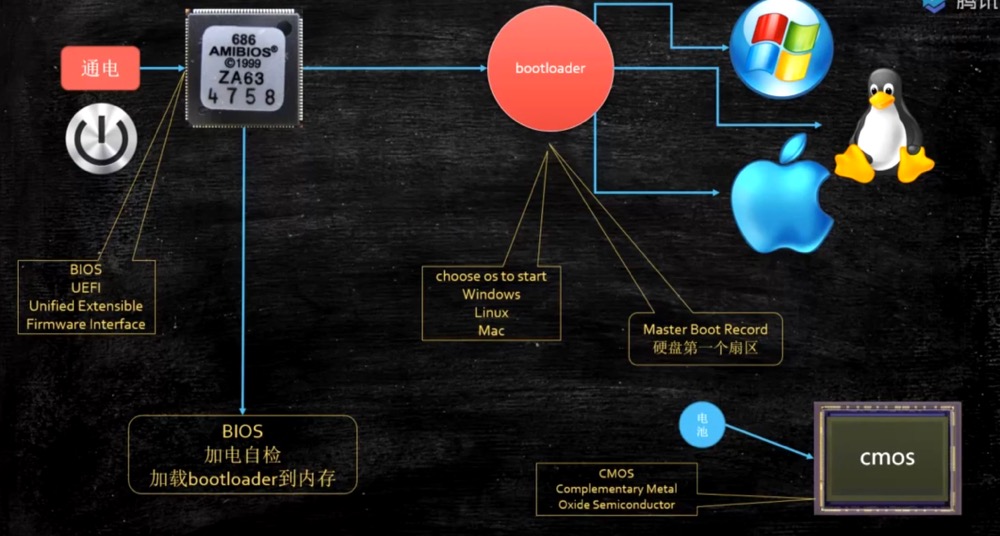 腾讯
通电
686
AMIBIOS®
©1999
ZA63
4758
bootloader
BIOS
UEFI
Unified Extensible
Firmware Interface
choose os to start
Windows
Linux
Mac
Master Boot Record
硬盘第一个扇区
BIOS
加电自检
加载bootloader到内存
电
池
cmos
CMOS
Complementary Metal
Oxide Semiconductor